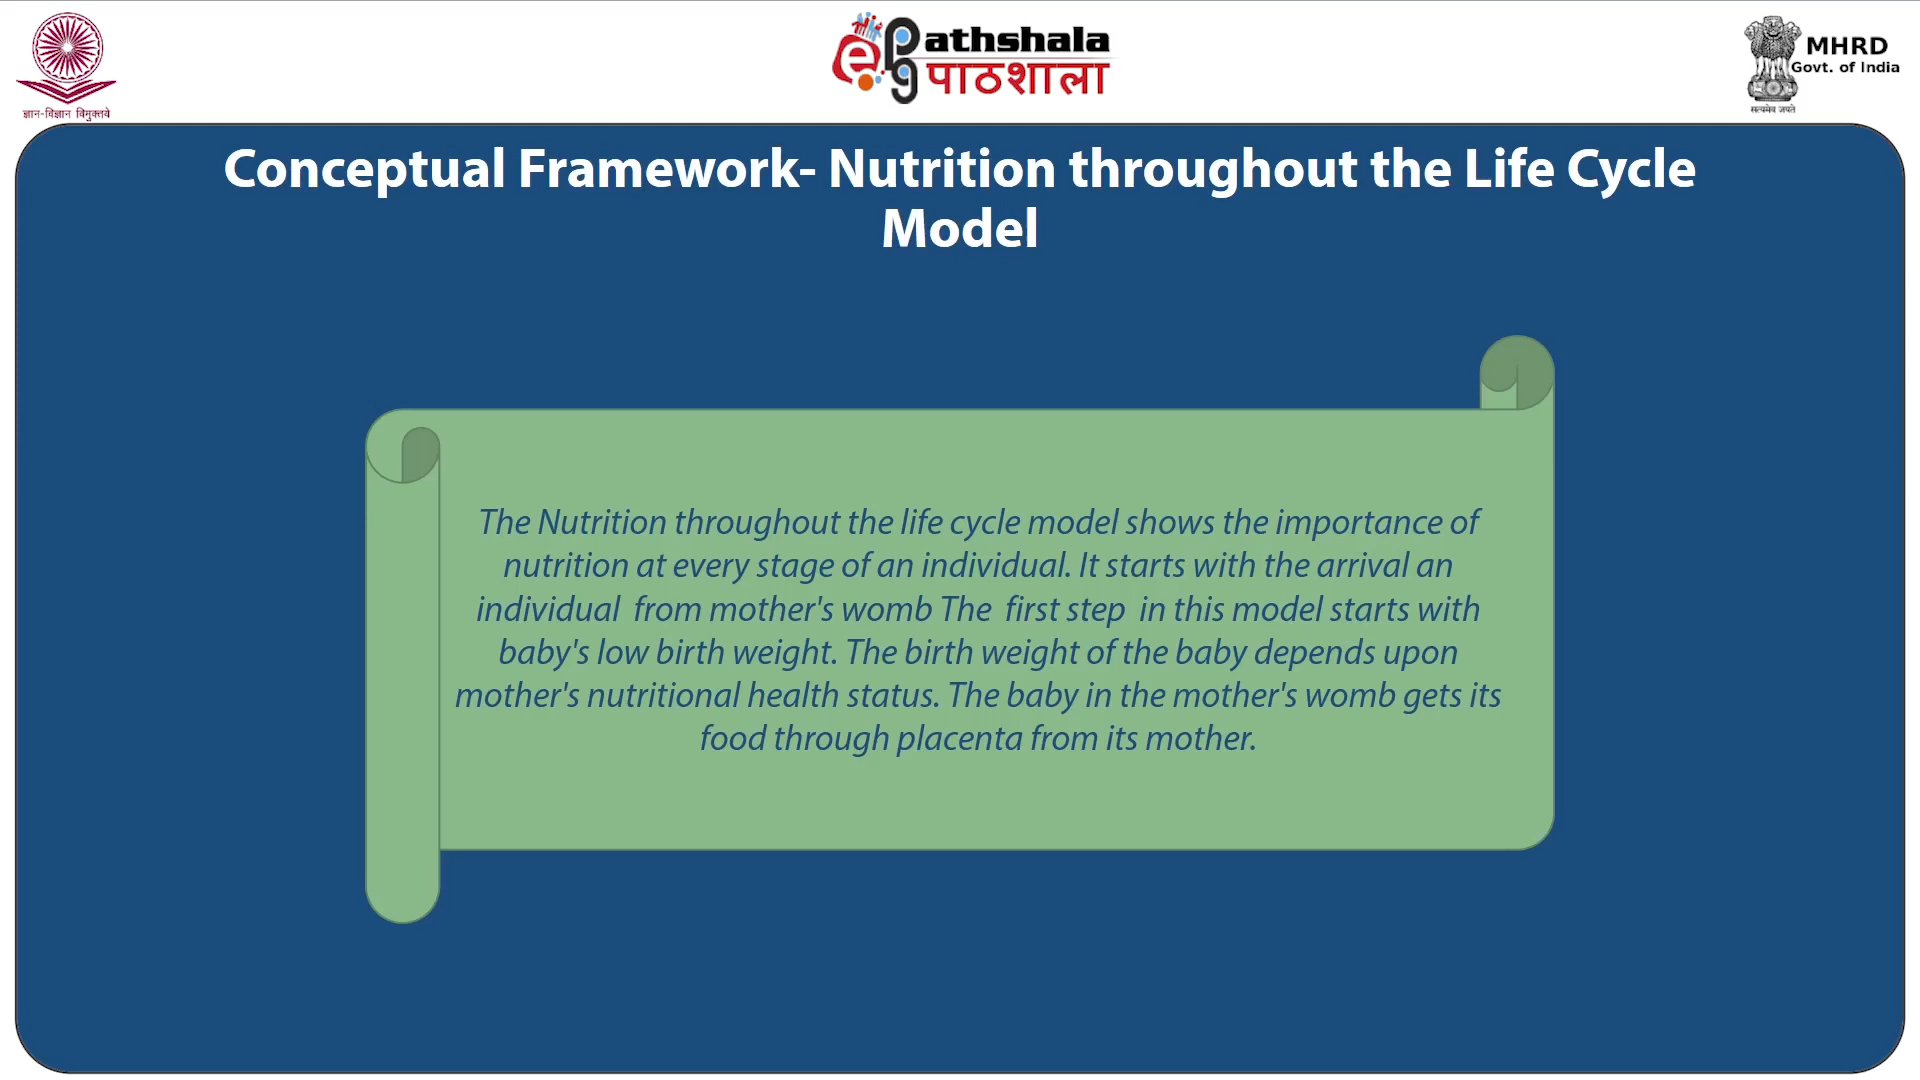 ज्ञान-विज्ञान विमुक्तये
ePathshala
पाठशाला
MHRD
Govt. of India
सत्यमेव जयते
Conceptual Framework- Nutrition throughout the Life Cycle
Model
The Nutrition throughout the life cycle model shows the importance of
nutrition at every stage of an individual. It starts with the arrival an
individual  from mother's womb The  first step  in this model starts with
baby's low birth weight. The birth weight of the baby depends upon
mother's nutritional health status. The baby in the mother's womb gets its
food through placenta from its mother.